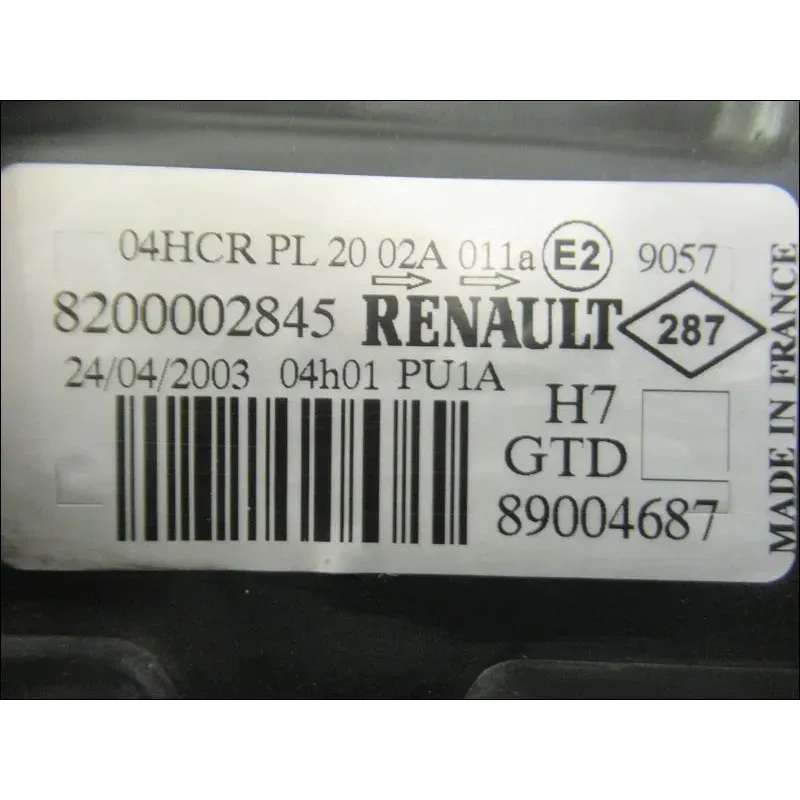 04HCR PL 20 02A 011a E2 9057
8200002845 RENAULT 287
24/04/2003 04h01 PU1A
H7
GTD
89004687
MADE IN FRANCE